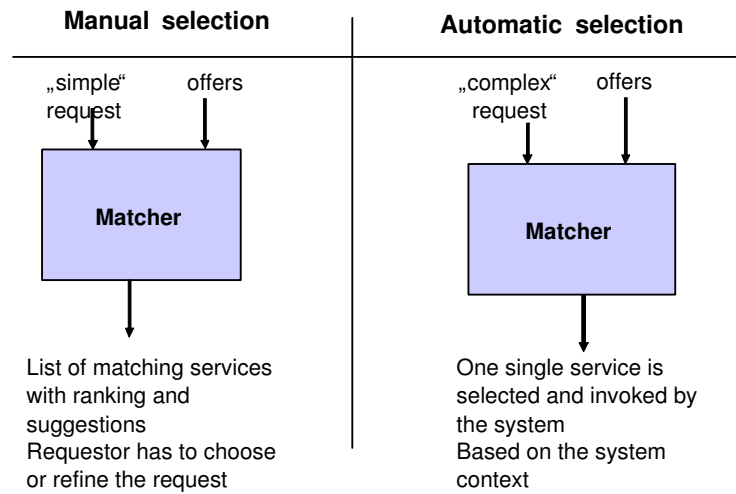 Manual selection
„simple“
request
offers
Matcher
List of matching services
with ranking and
suggestions
Requestor has to choose
or refine the request
Automatic selection
„complex“
request
offers
Matcher
One single service is
selected and invoked by
the system
Based on the system
context